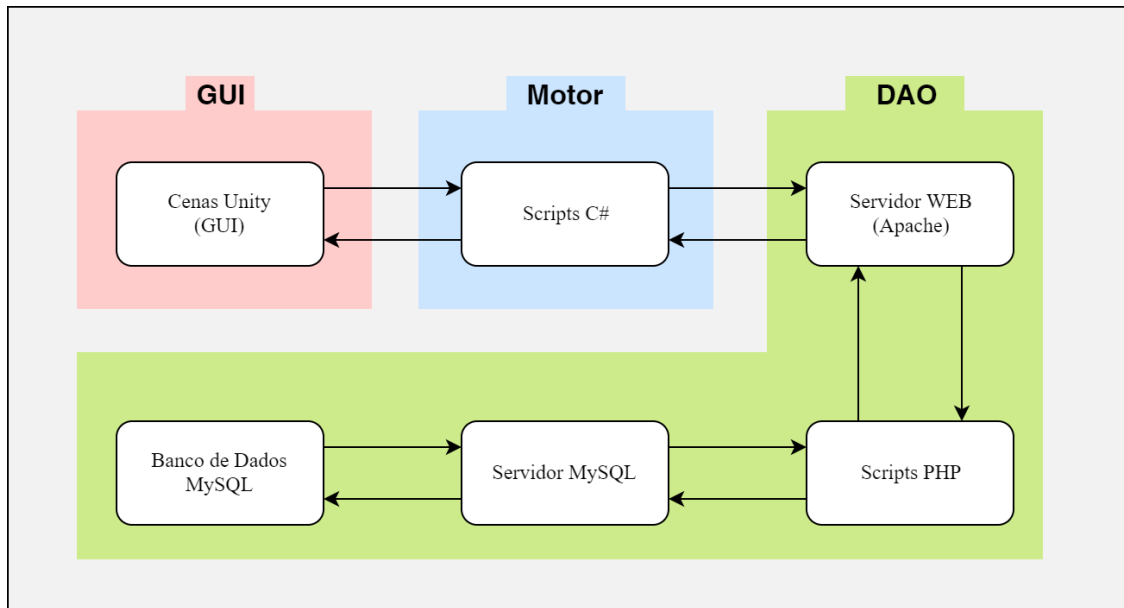 GUI
Motor
DAO
Cenas Unity
(GUI)
Scripts C#
Servidor WEB
(Apache)
Banco de Dados
MySQL
Servidor MySQL
Scripts PHP